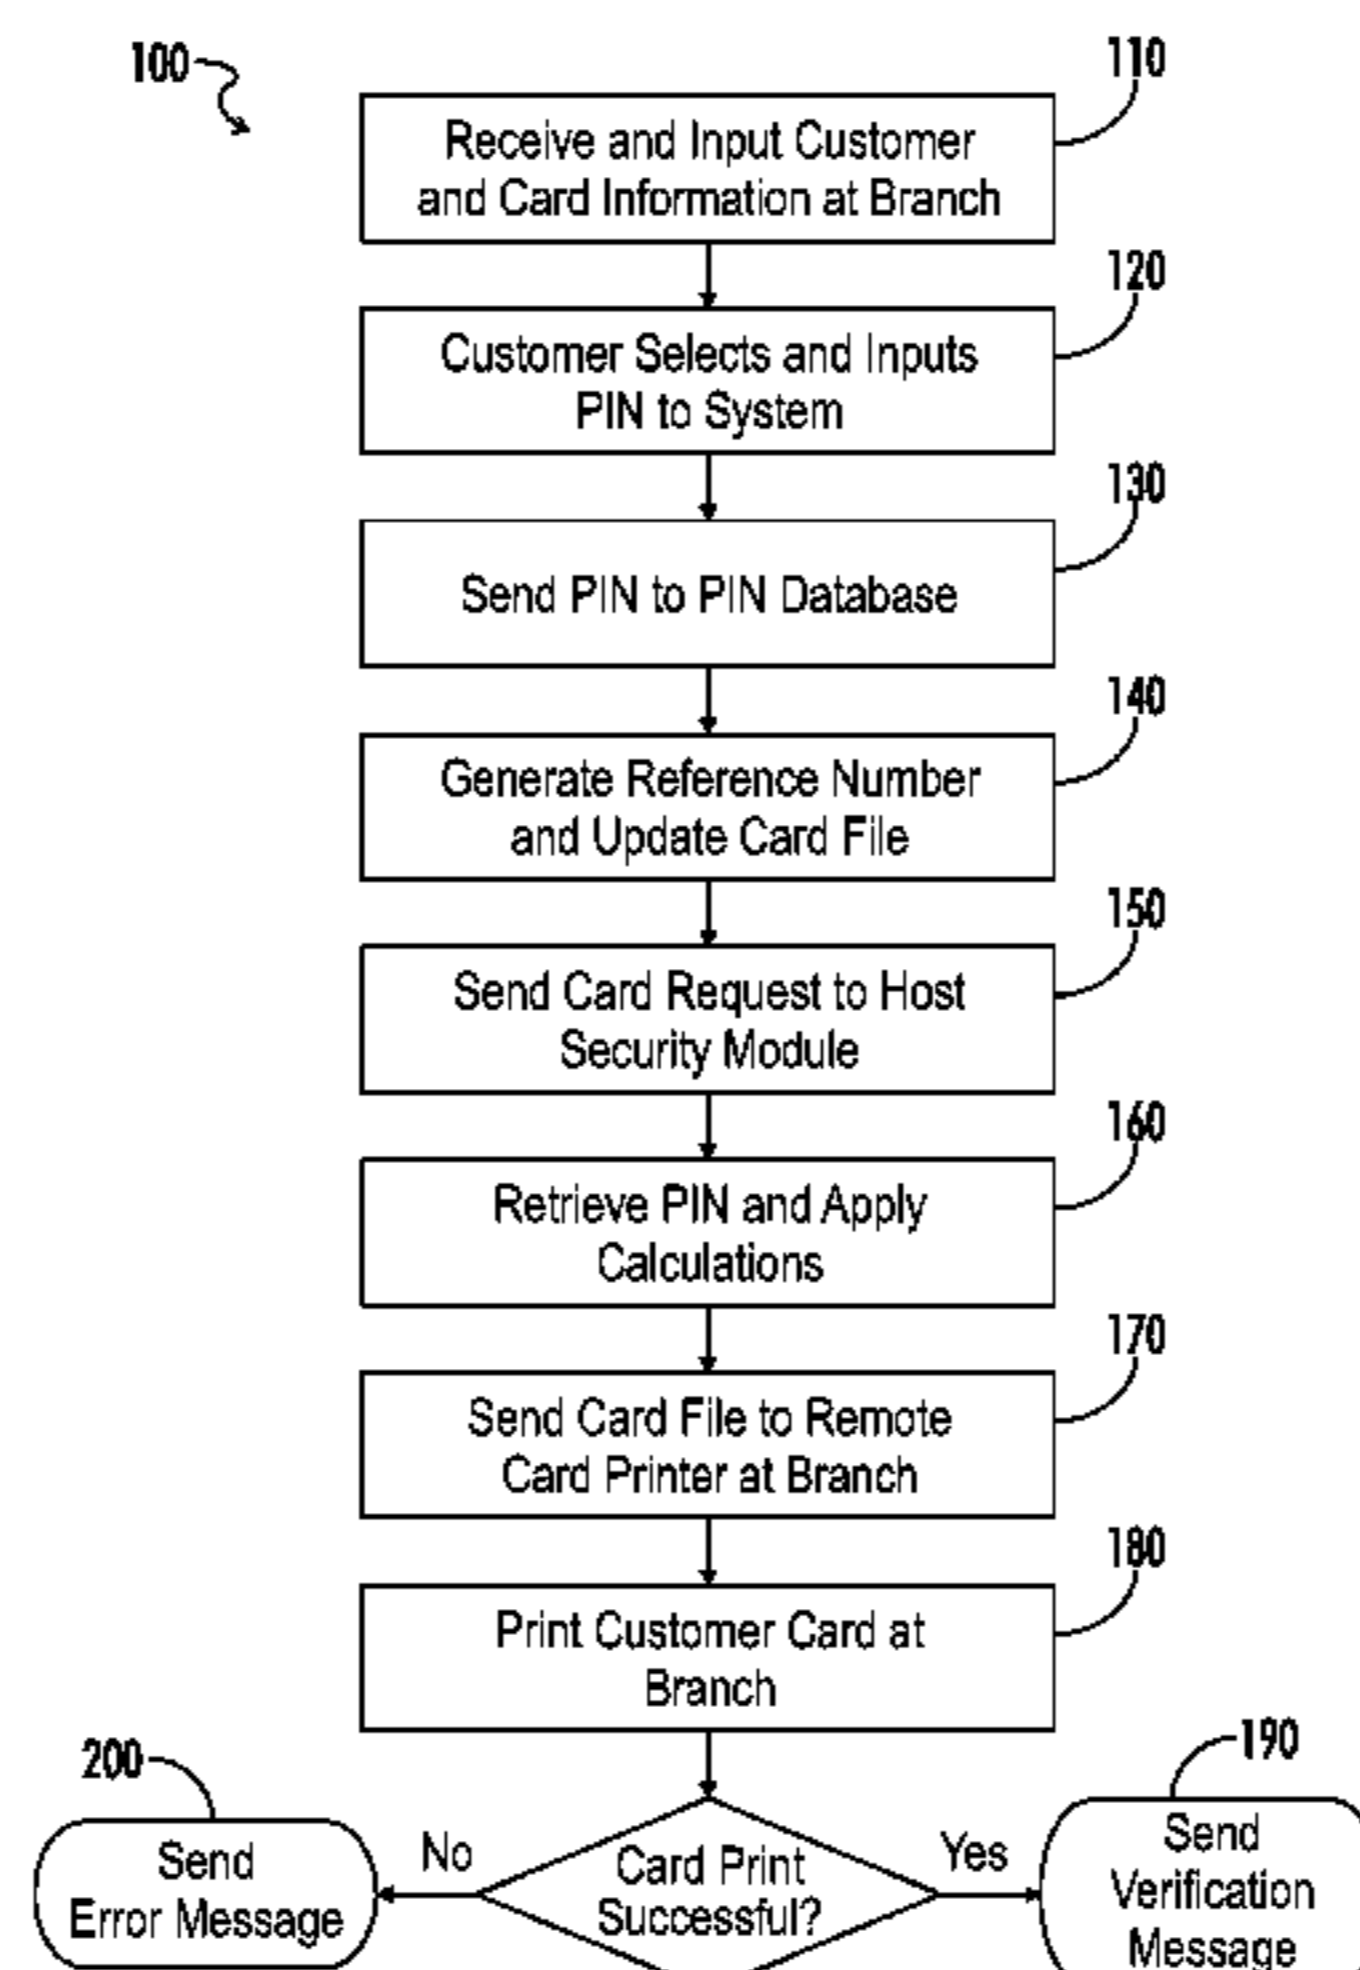 100
110
Receive and Input Customer
and Card Information at Branch
120
Customer Selects and Inputs
PIN to System
130
Send PIN to PIN Database
140
Generate Reference Number
and Update Card File
150
Send Card Request to Host
Security Module
160
Retrieve PIN and Apply
Calculations
170
Send Card File to Remote
Card Printer at Branch
180
Print Customer Card at
Branch
200
190
Send
Error Message
No
Card Print
Successful?
Yes
Send
Verification
Message